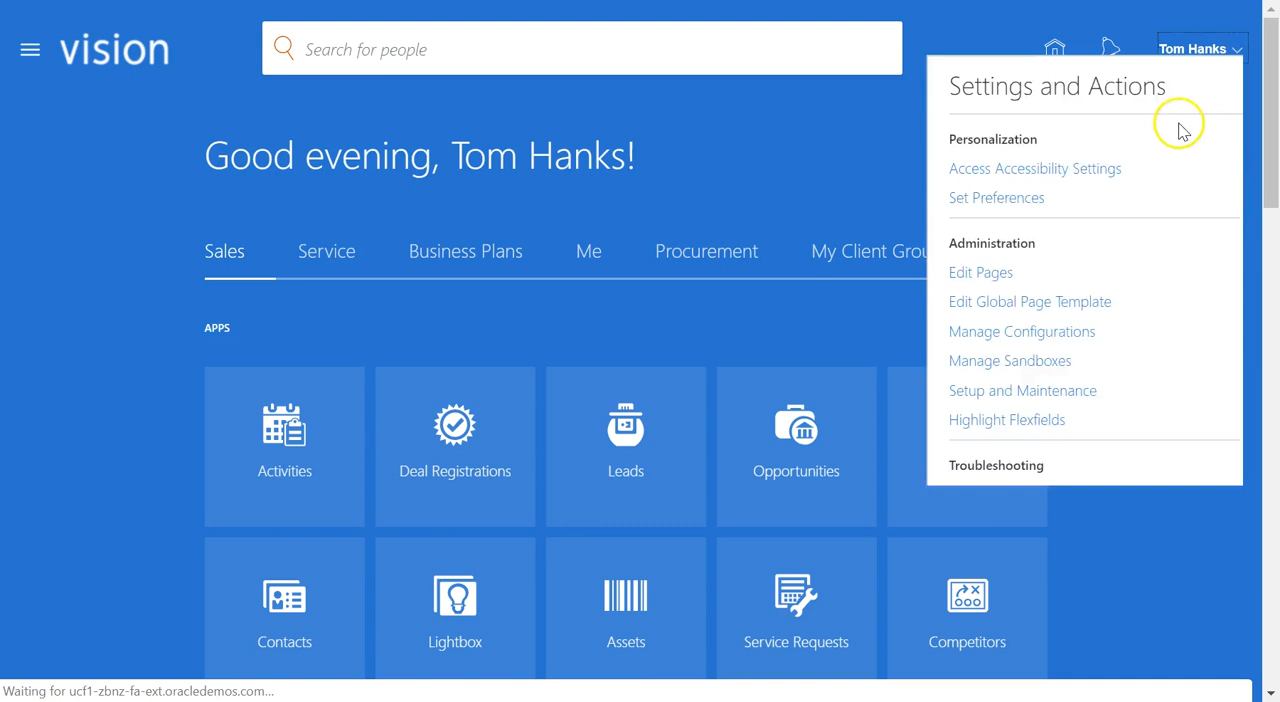 vision
Search for people
Tom Hanks
Settings and Actions
Personalization
Access Accessibility Settings
Set Preferences
Administration
Edit Pages
Edit Global Page Template
Manage Configurations
Manage Sandboxes
Setup and Maintenance
Highlight Flexfields
Troubleshooting
Good evening, Tom Hanks!
Sales Service Business Plans Me Procurement My Client Grou
APPS
Activities Deal Registrations Leads Opportunities
Contacts Lightbox Assets Service Requests Competitors
Waiting for ucf1-zbnz-fa-ext.oracledemos.com...